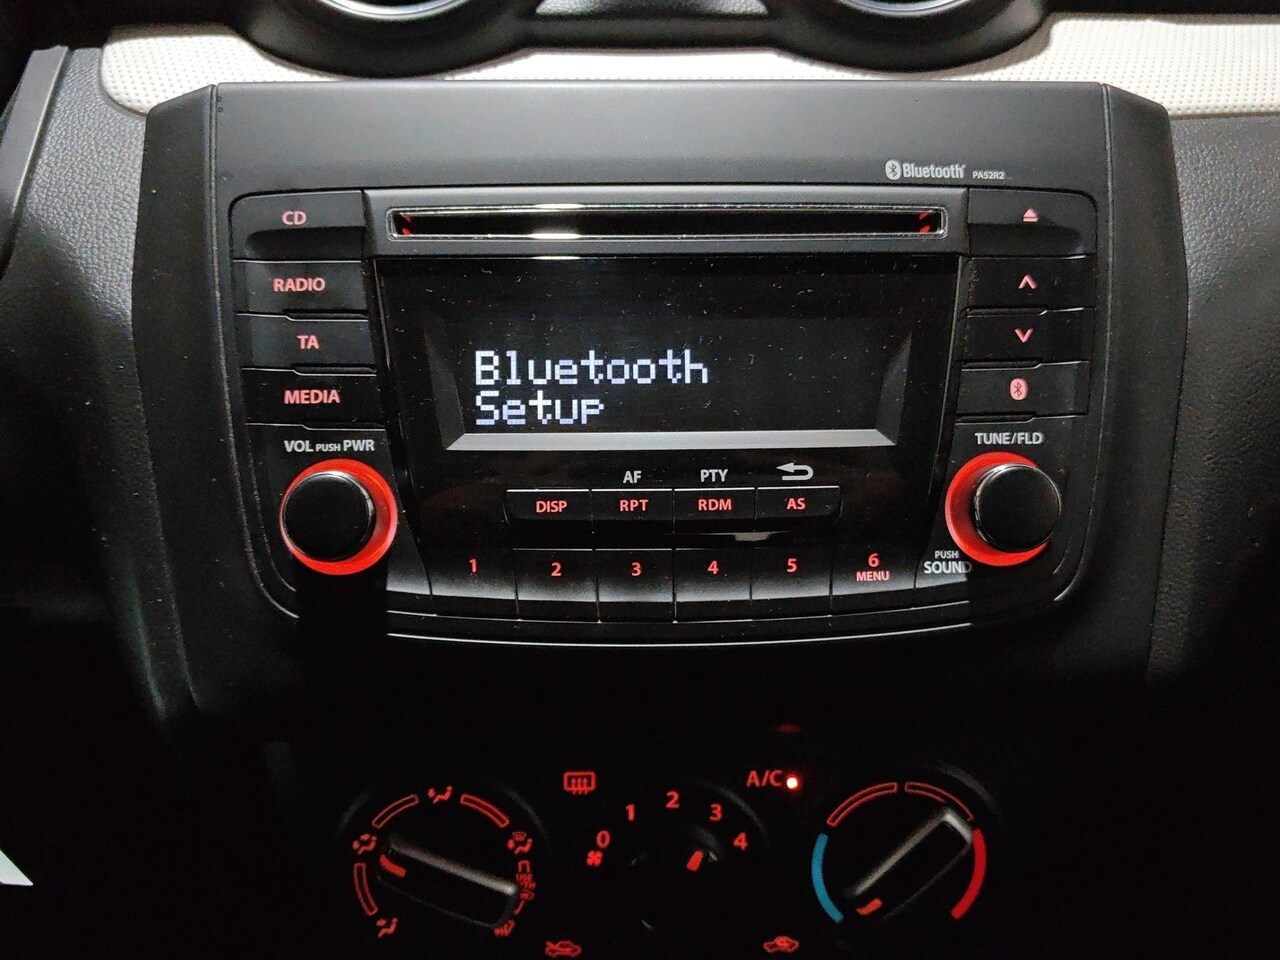 Bluetooth PA52R2
CD
RADIO
TA
MEDIA
VOL PUSH PWR
Bluetooth
Setup
TUNE/FLD
AF PTY
DISP RPT RDM AS
1 2 3 4 5 6
MENU
PUSH
SOUND
A/C
0 1 2 3 4